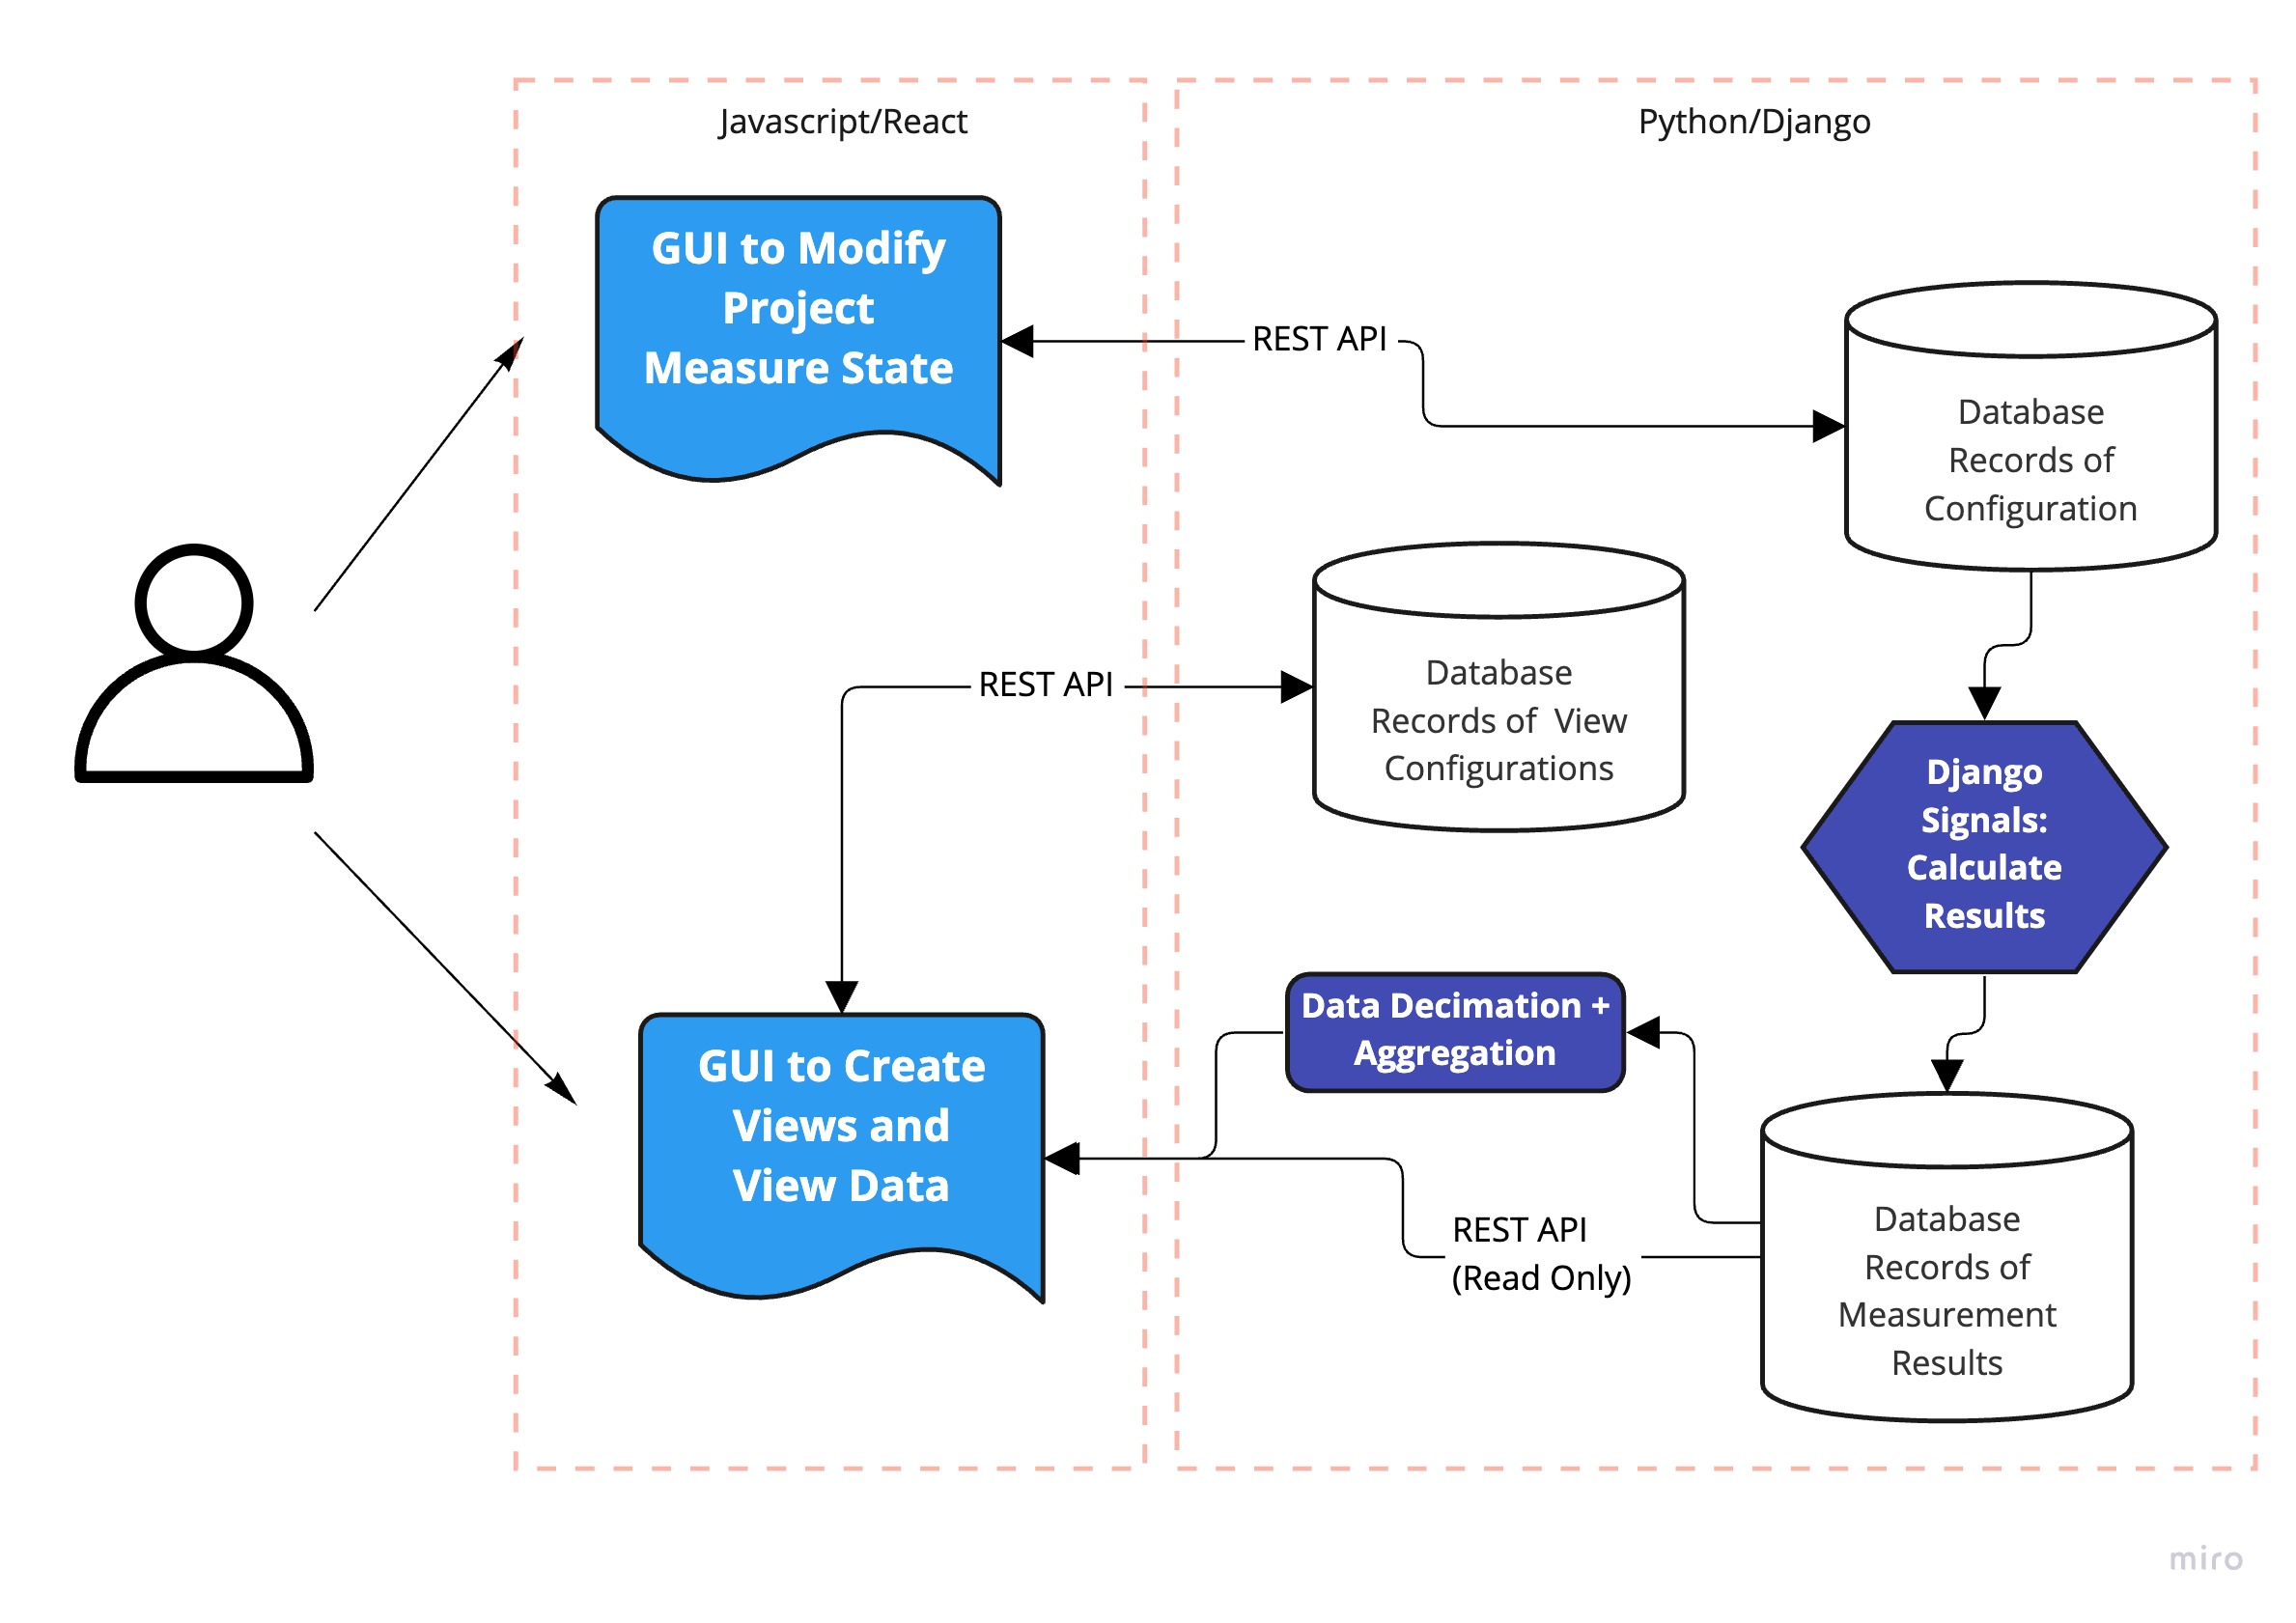 Javascript/React
Python/Django
GUI to Modify
Project
Measure State
REST API
Database
Records of
Configuration
REST API
Database
Records of View
Configurations
Django
Signals:
Calculate
Results
Data Decimation +
Aggregation
GUI to Create
Views and
View Data
REST API
(Read Only)
Database
Records of
Measurement
Results
miro